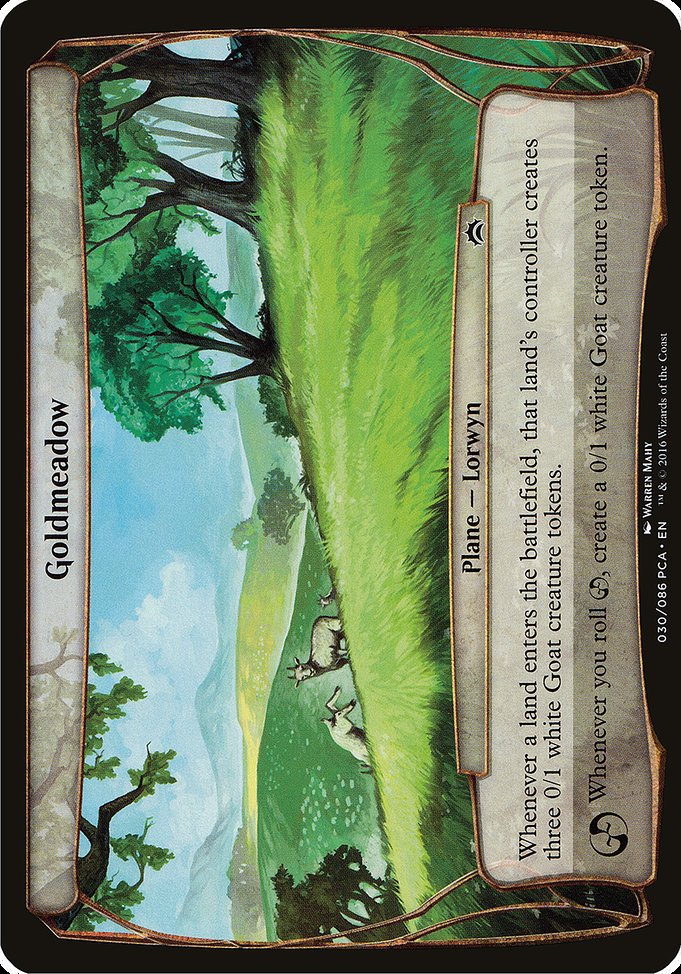 Goldmeadow
Plane — Lorwyn
Whenever a land enters the battlefield, that land's controller creates
three 0/1 white Goat creature tokens.
Whenever you roll , create a 0/1 white Goat creature token.
Warren Mahy
030/086 PCA • EN ™ & © 2016 Wizards of the Coast